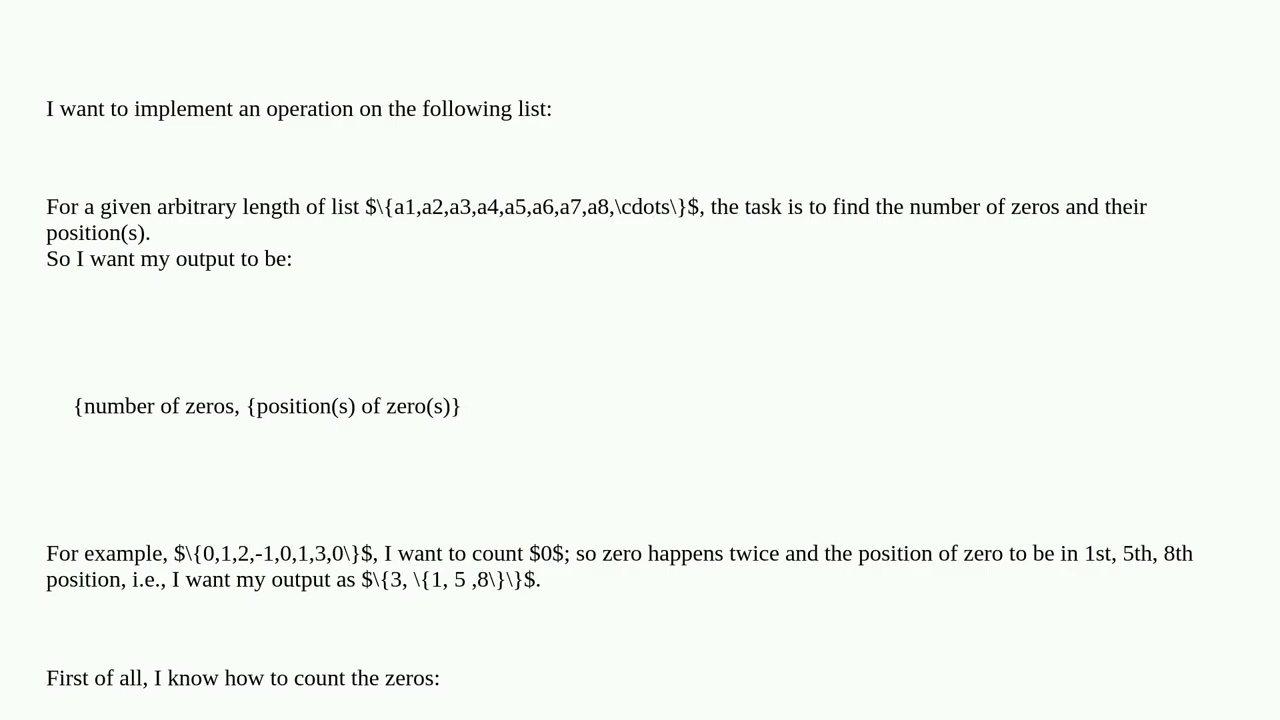 I want to implement an operation on the following list:
For a given arbitrary length of list $\{a1,a2,a3,a4,a5,a6,a7,a8,\cdots\}$, the task is to find the number of zeros and their
position(s).
So I want my output to be:
{number of zeros, {position(s) of zero(s)}
For example, $\{0,1,2,-1,0,1,3,0\}$, I want to count $0$; so zero happens twice and the position of zero to be in 1st, 5th, 8th
position, i.e., I want my output as $\{3, \{1, 5 ,8\}\}$.
First of all, I know how to count the zeros: